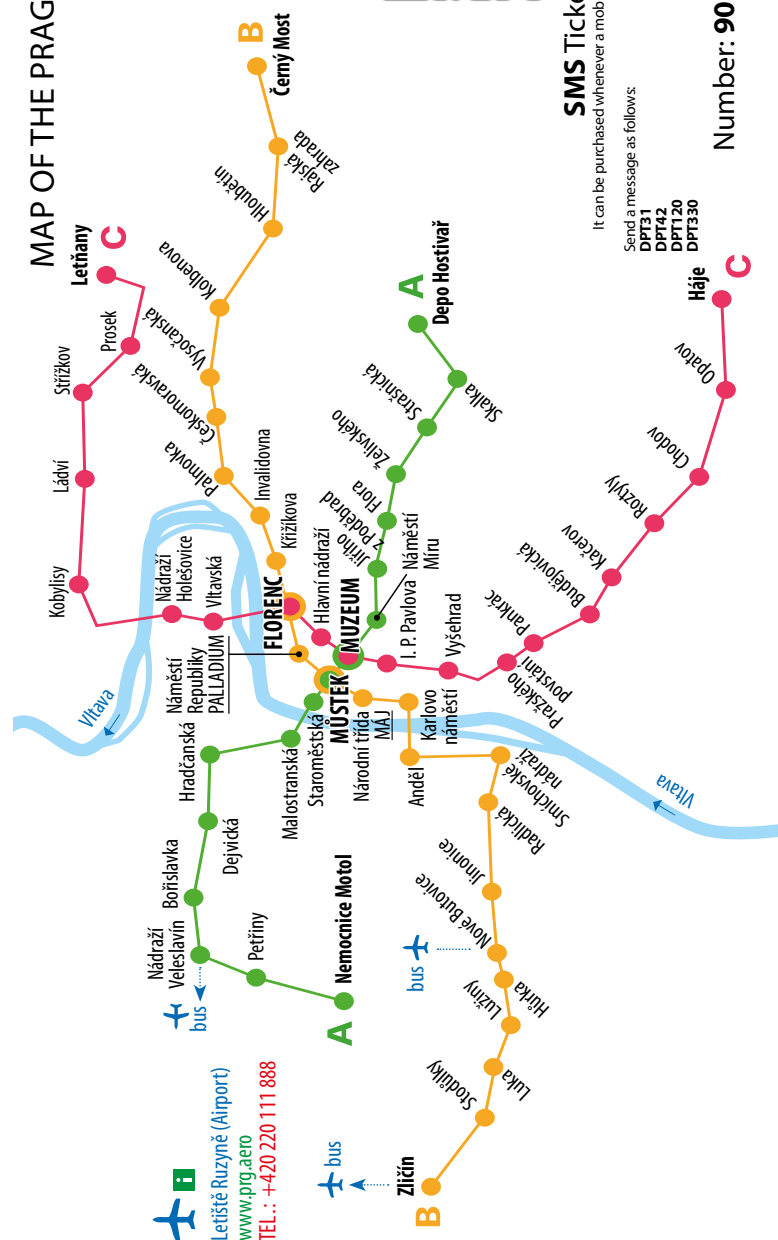 MAP OF THE PRAG
Letňany
C
Prosek
Střížkov
Ládví
Kobylisy
Nádraží
Holešovice
Vltavská
FLORENC
Hlavní nádraží
MUZEUM
I. P. Pavlova
Vyšehrad
Pražského
povstání
Pankrác
Budějovická
Kačerov
Roztyly
Chodov
Opatov
Háje
C
B
Černý Most
Rajská
zahrada
Hloubětín
Kolbenova
Vysočanská
Českomoravská
Palmovka
Invalidovna
Křižíkova
Náměstí
Republiky
PALLADIUM
MŮSTEK
Národní třída
MÁJ
Karlovo
náměstí
Anděl
Smíchovské
nádraží
Radlická
Jinonice
Nové Butovice
Hůrka
Lužiny
Luka
Stodůlky
Zličín
B
bus
bus
A
Nemocnice Motol
Petřiny
Nádraží
Veleslavín
bus
Bořislavka
Dejvická
Hradčanská
Malostranská
Staroměstská
Náměstí
Míru
Jiřího
z Poděbrad
Flora
Želivského
Strašnická
Skalka
Depo Hostivař
A
Vltava
Vltava
i
Letiště Ruzyně (Airport)
www.prg.aero
TEL.: +420 220 111 888
SMS Ticke
It can be purchased whenever a mob
Send a message as follows:
DPT31
DPT42
DPT120
DPT330
Number: 90